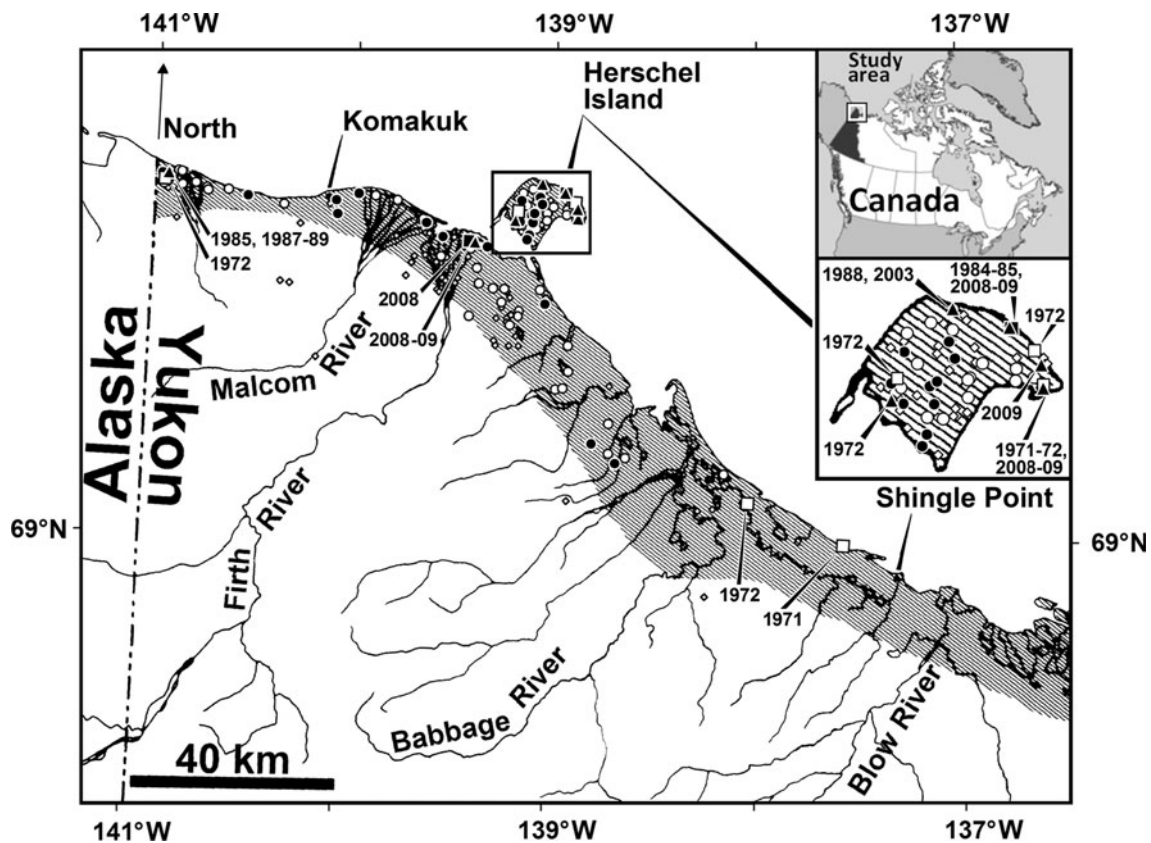 141°W
139°W
137°W
North
Komakuk
Herschel
Island
Study
area
Canada
1985, 1987-89
1972
2008
2008-09
Alaska
Yukon
Malcom River
Firth River
Babbage River
Blow River
1988, 2003
1984-85,
2008-09
1972
1972
1972
2009
1971-72,
2008-09
Shingle Point
69°N
69°N
1972
1971
40 km
141°W
139°W
137°W